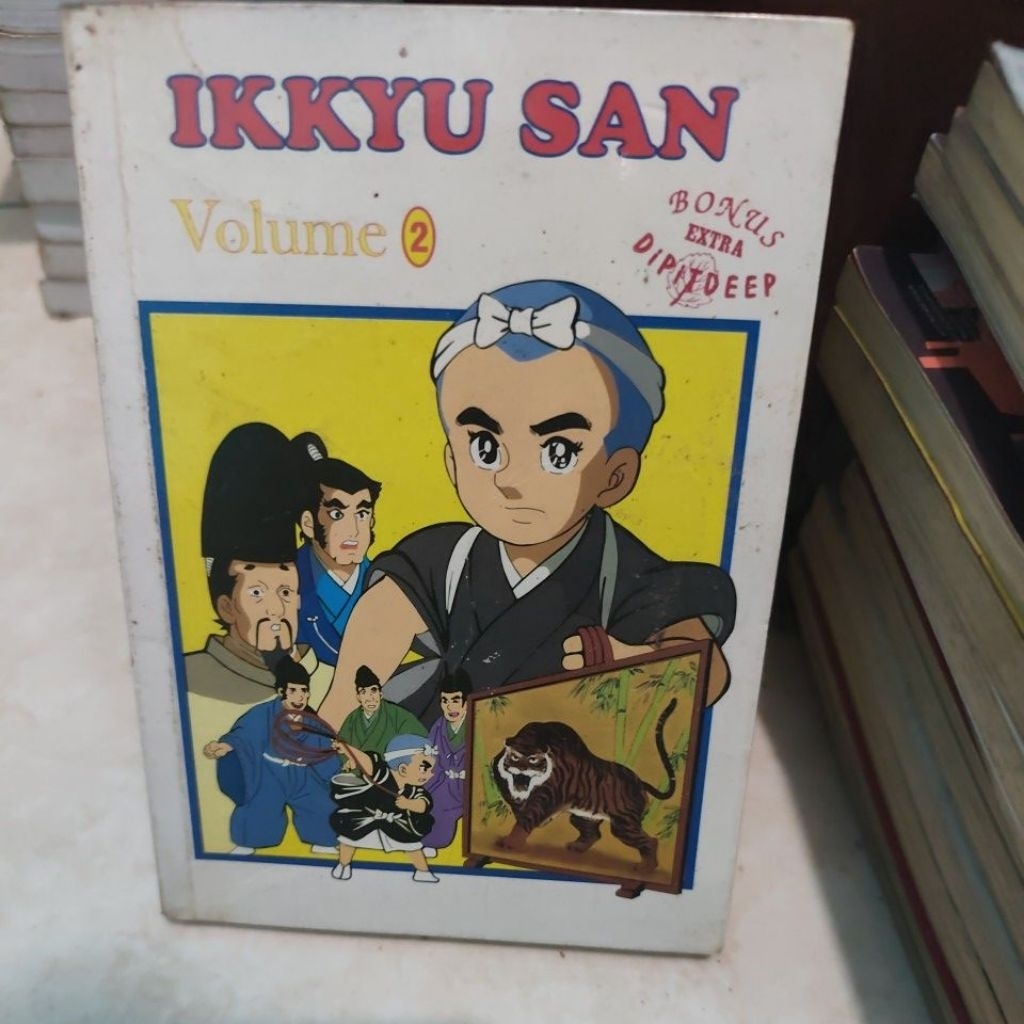 IKKYU SAN
Volume 2
BONUS
EXTRA
DIPITDEEP